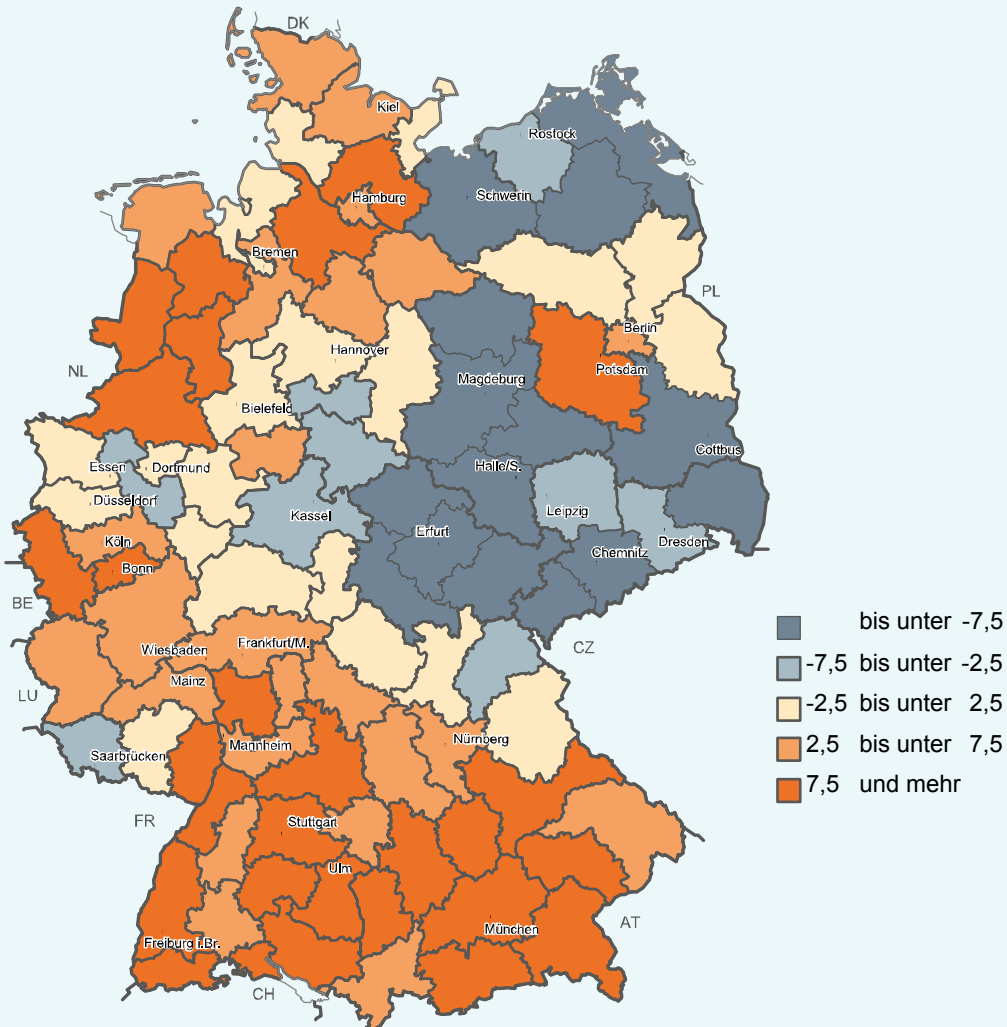 DK
Kiel
Rostock
Hamburg
Schwerin
Bremen
PL
Berlin
Hannover
Potsdam
NL
Magdeburg
Bielefeld
Cottbus
Essen
Dortmund
Halle/S.
Düsseldorf
Leipzig
Kassel
Erfurt
Köln
Dresden
Chemnitz
Bonn
BE
CZ
Frankfurt/M.
Wiesbaden
Mainz
LU
Nürnberg
Mannheim
Saarbrücken
FR
Stuttgart
Ulm
AT
München
Freiburg i.Br.
CH
bis unter -7,5
-7,5 bis unter -2,5
-2,5 bis unter 2,5
2,5 bis unter 7,5
7,5 und mehr